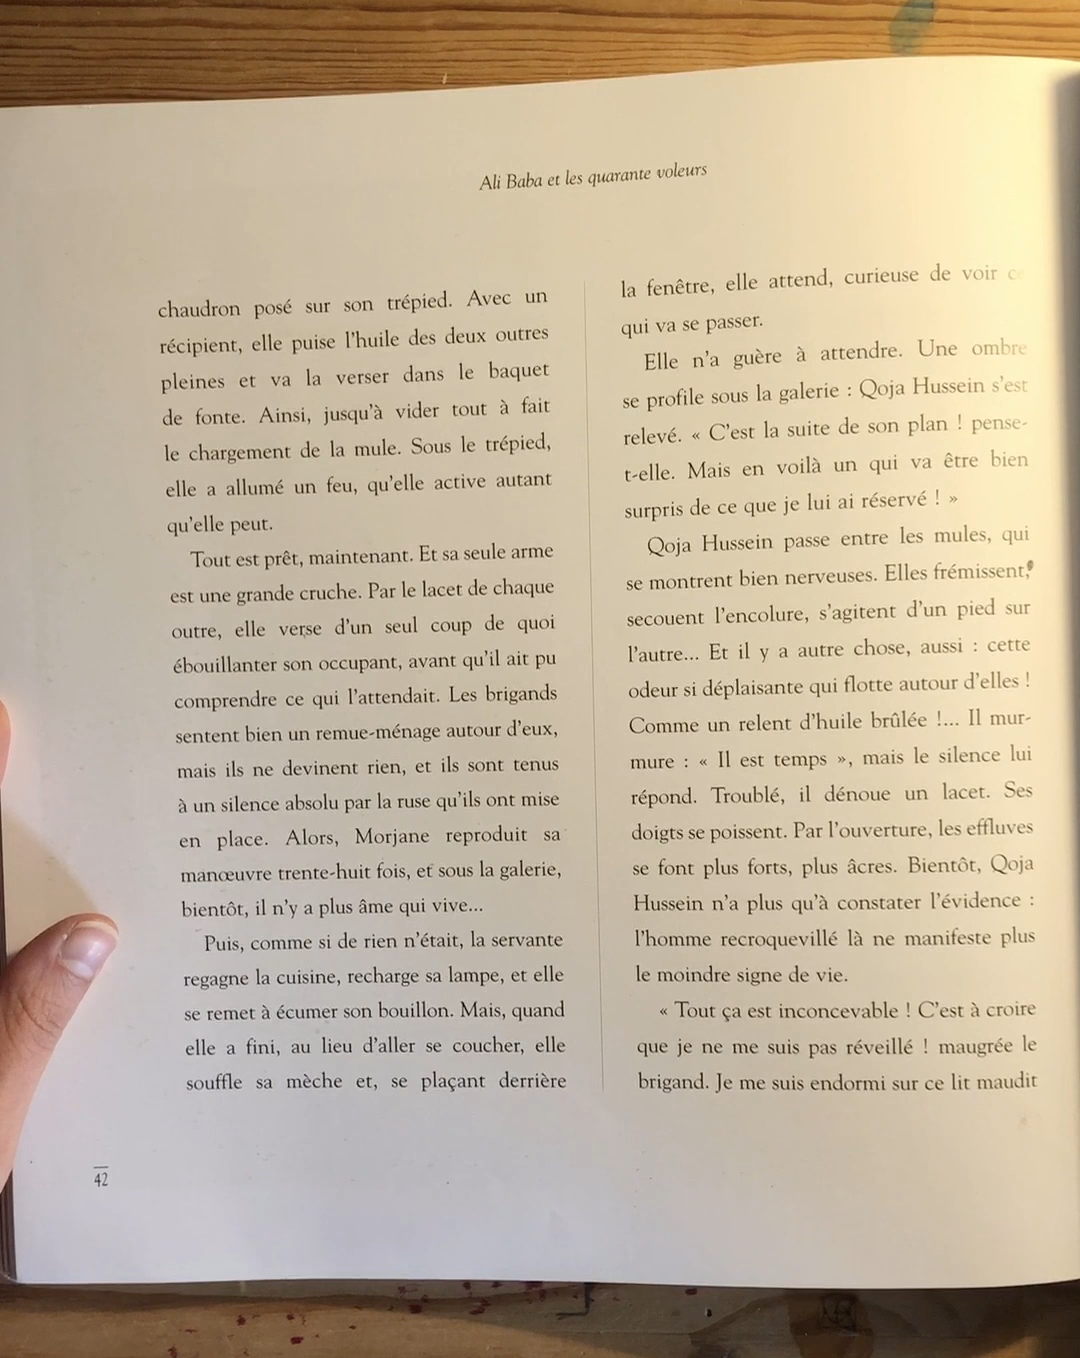 Ali Baba et les quarante voleurs
chaudron posé sur son trépied. Avec un
récipient, elle puise l'huile des deux outres
pleines et va la verser dans le baquet
de fonte. Ainsi, jusqu'à vider tout à fait
le chargement de la mule. Sous le trépied,
elle a allumé un feu, qu'elle active autant
qu'elle peut.
Tout est prêt, maintenant. Et sa seule arme
est une grande cruche. Par le lacet de chaque
outre, elle verse d'un seul coup de quoi
ébouillanter son occupant, avant qu'il ait pu
comprendre ce qui l'attendait. Les brigands
sentent bien un remue-ménage autour d'eux,
mais ils ne devinent rien, et ils sont tenus
à un silence absolu par la ruse qu'ils ont mise
en place. Alors, Morjane reproduit sa
manœuvre trente-huit fois, et sous la galerie,
bientôt, il n'y a plus âme qui vive...
Puis, comme si de rien n'était, la servante
regagne la cuisine, recharge sa lampe, et elle
se remet à écumer son bouillon. Mais, quand
elle a fini, au lieu d'aller se coucher, elle
souffle sa mèche et, se plaçant derrière
la fenêtre, elle attend, curieuse de voir ce
qui va se passer.
Elle n'a guère à attendre. Une ombre
se profile sous la galerie : Qoja Hussein s'est
relevé. « C'est la suite de son plan ! pense-
t-elle. Mais en voilà un qui va être bien
surpris de ce que je lui ai réservé ! »
Qoja Hussein passe entre les mules, qui
se montrent bien nerveuses. Elles frémissent,
secouent l'encolure, s'agitent d'un pied sur
l'autre... Et il y a autre chose, aussi : cette
odeur si déplaisante qui flotte autour d'elles !
Comme un relent d'huile brûlée !... Il mur-
mure : « Il est temps », mais le silence lui
répond. Troublé, il dénoue un lacet. Ses
doigts se poissent. Par l'ouverture, les effluves
se font plus forts, plus âcres. Bientôt, Qoja
Hussein n'a plus qu'à constater l'évidence :
l'homme recroquevillé là ne manifeste plus
le moindre signe de vie.
« Tout ça est inconcevable ! C'est à croire
que je ne me suis pas réveillé ! maugrée le
brigand. Je me suis endormi sur ce lit maudit
42